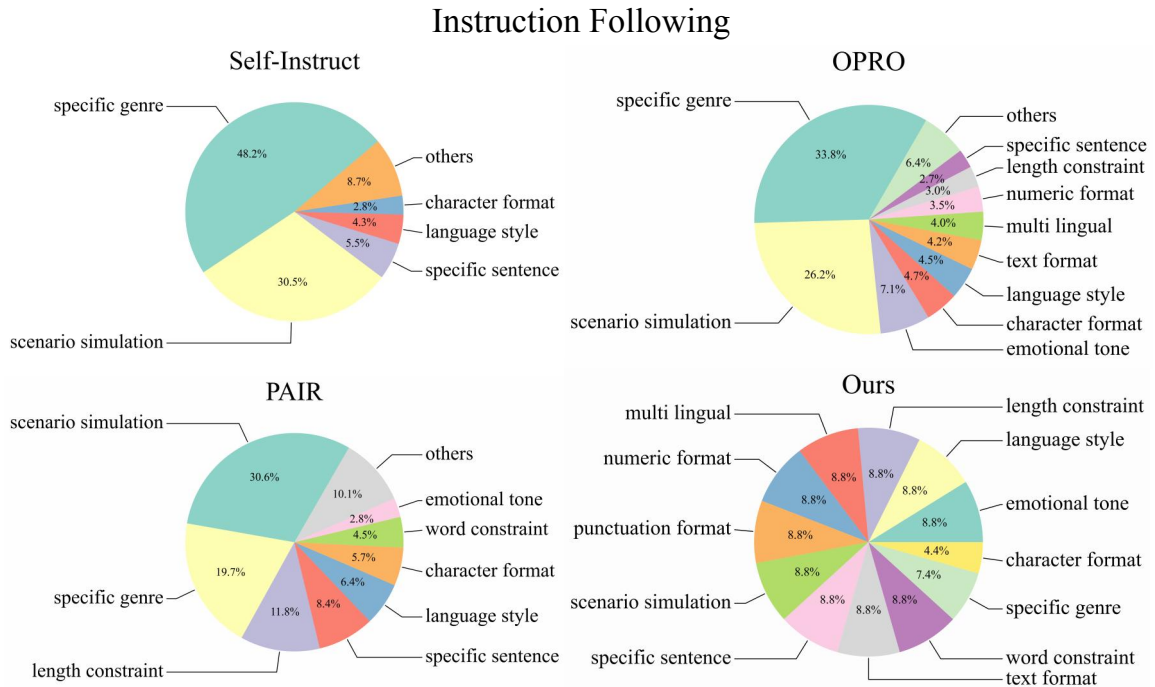 Instruction Following
Self-Instruct
specific genre
48.2%
others
8.7%
character format
2.8%
language style
4.3%
specific sentence
5.5%
30.5%
scenario simulation
OPRO
specific genre
33.8%
others
6.4%
specific sentence
2.7%
length constraint
3.0%
numeric format
3.5%
multi lingual
4.0%
text format
4.2%
language style
4.5%
character format
4.7%
emotional tone
7.1%
26.2%
scenario simulation
PAIR
scenario simulation
30.6%
others
10.1%
emotional tone
2.8%
word constraint
4.5%
character format
5.7%
language style
6.4%
specific sentence
8.4%
length constraint
11.8%
specific genre
19.7%
Ours
multi lingual
8.8%
length constraint
8.8%
language style
8.8%
emotional tone
8.8%
character format
4.4%
specific genre
7.4%
word constraint
8.8%
text format
8.8%
specific sentence
8.8%
scenario simulation
8.8%
punctuation format
8.8%
numeric format
8.8%